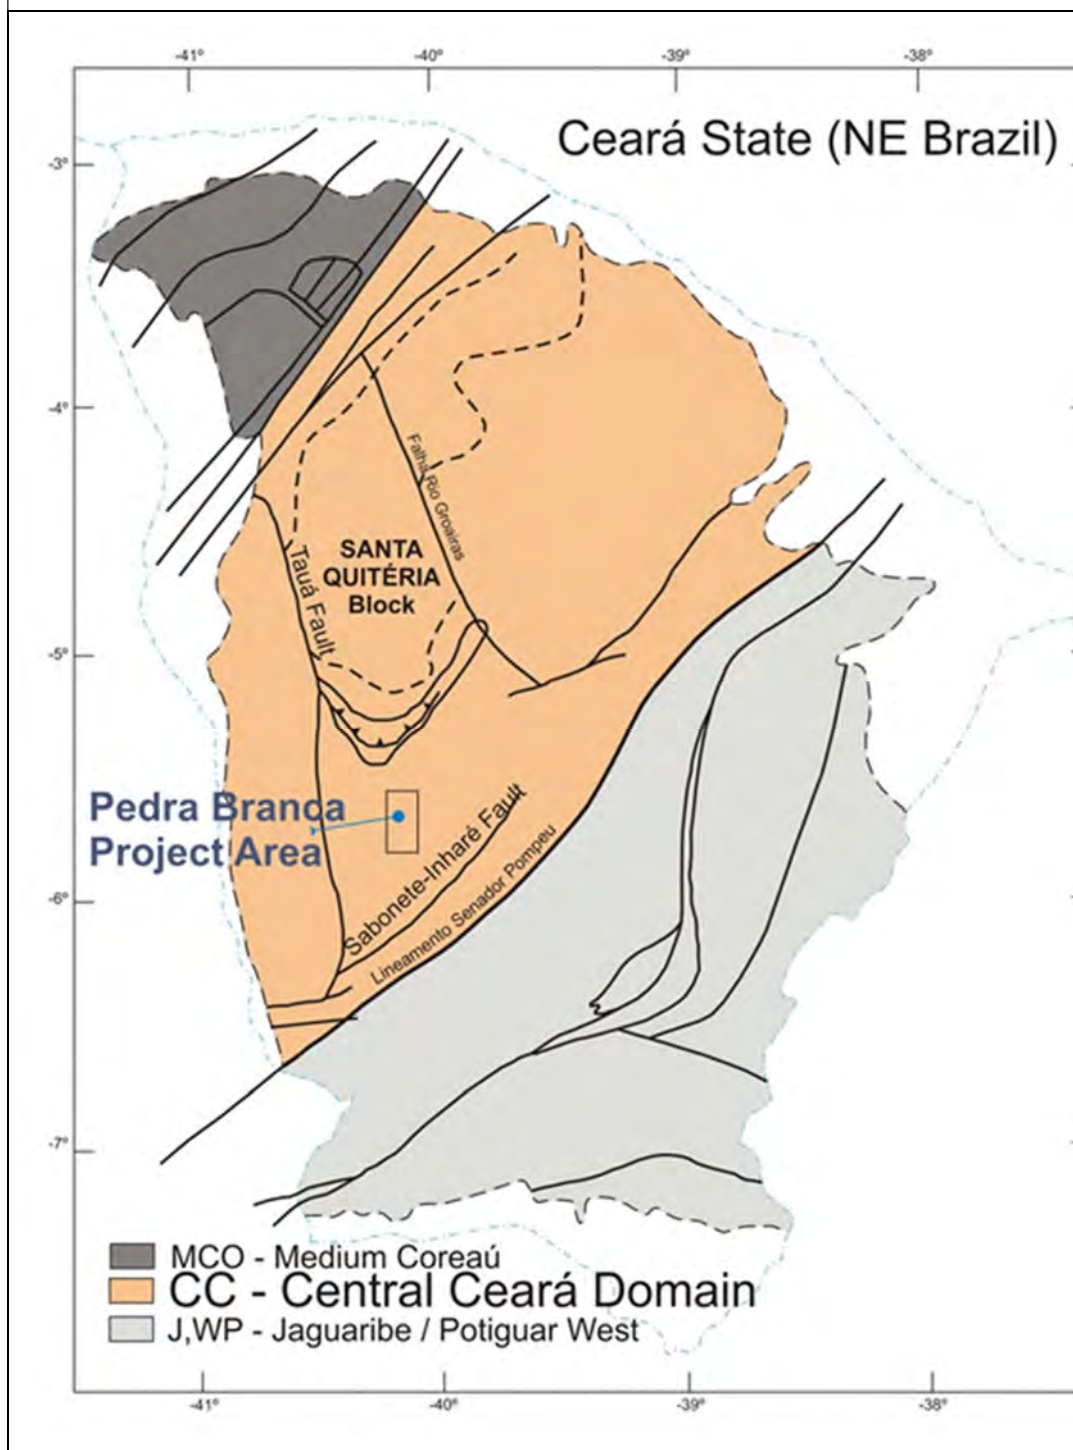 -41° -40° -39° -38°
Ceará State (NE Brazil)
-3°
-4°
Falha Rio Groairas
SANTA
QUITÉRIA
Block
Tauá Fault
-5°
Pedra Branca
Project Area
Sabonete-Inharé Fault
Lineamento Senador Pompeu
-6°
-7°
MCO - Medium Coreaú
CC - Central Ceará Domain
J,WP - Jaguaribe / Potiguar West
-41° -40° -39° -38°